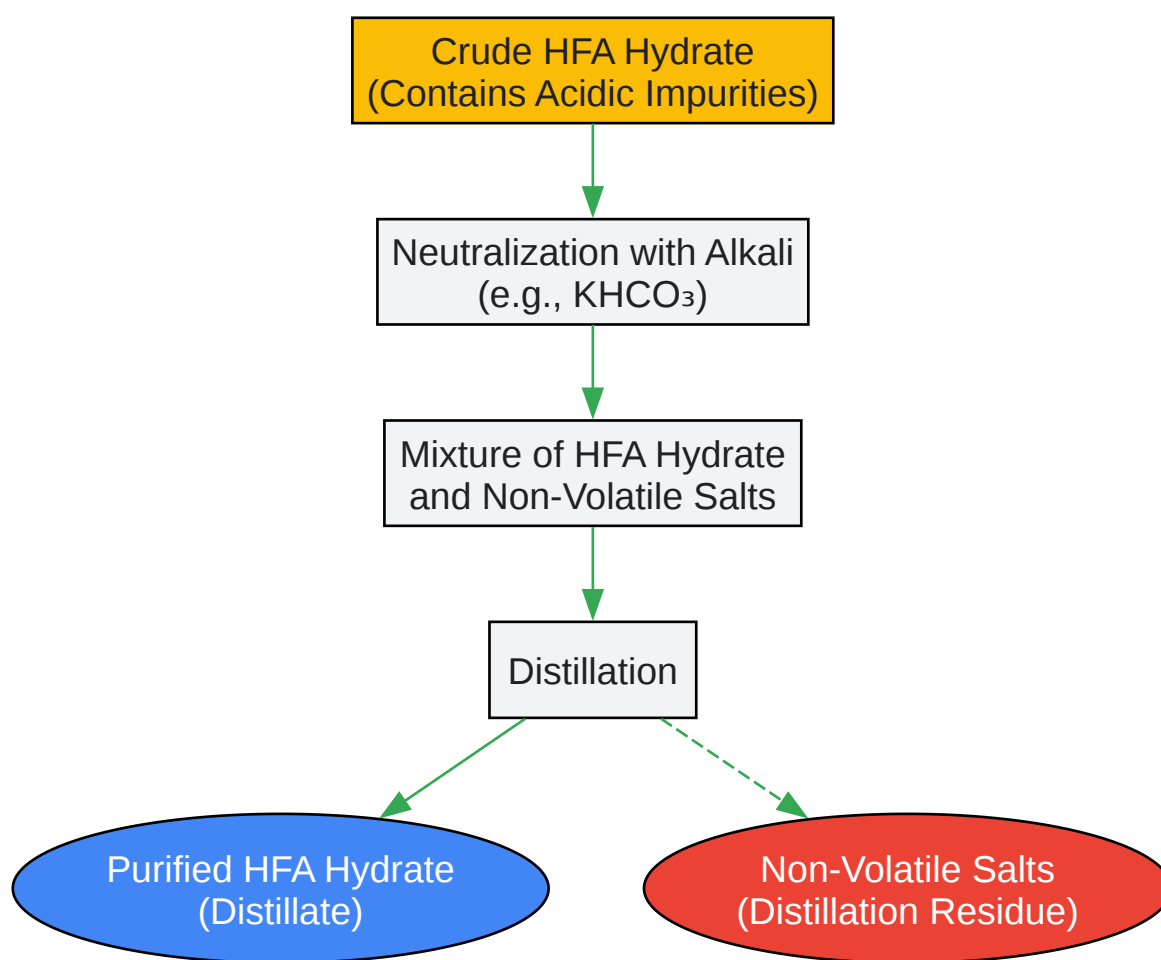 Crude HFA Hydrate
(Contains Acidic Impurities)
Neutralization with Alkali
(e.g., KHCO₃)
Mixture of HFA Hydrate
and Non-Volatile Salts
Distillation
Purified HFA Hydrate
(Distillate)
Non-Volatile Salts
(Distillation Residue)